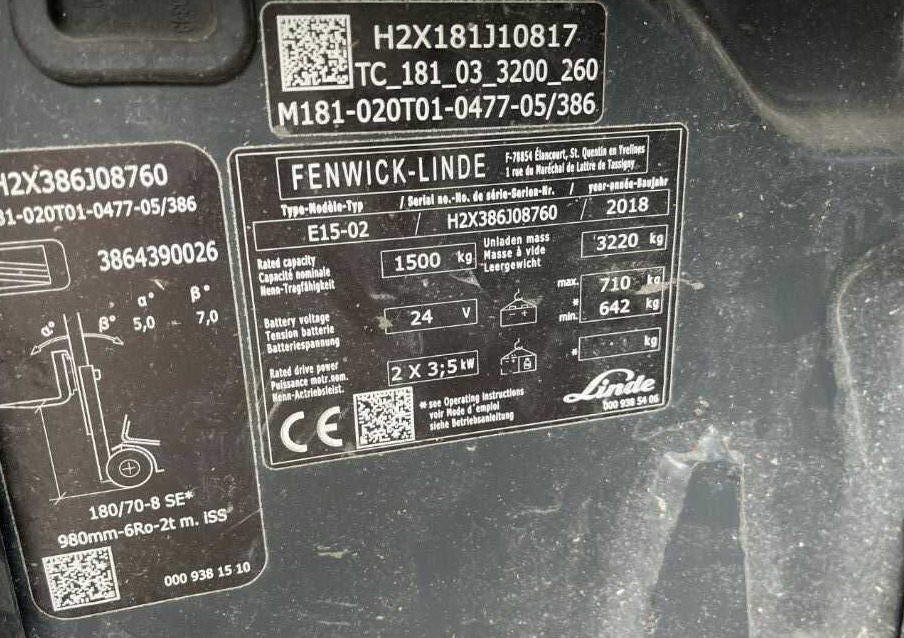 H2X181J10817
TC_181_03_3200_260
M181-020T01-0477-05/386
H2X386J08760
81-020T01-0477-05/386
3864390026
α° β°
α° β° 5,0 7,0
180/70-8 SE*
980mm-6Ro-2t m. iSS
000 938 15 10
FENWICK-LINDE
F-78854 Élancourt, St. Quentin en Yvelines
1 rue du Maréchal de Lattre de Tassigny
Type-Modèle-Typ / Serial no.-No. de série-Serien-Nr. / year-année-Baujahr
E15-02 / H2X386J08760 / 2018
Rated capacity
Capacité nominale
Nenn-Tragfähigkeit
1500 kg
Unladen mass
Masse à vide
Leergewicht
3220 kg
Battery voltage
Tension batterie
Batteriespannung
24 V
max. 710 kg
*
min. 642 kg
Rated drive power
Puissance motr.nom.
Nenn-Antriebsleist.
2 X 3;5 kW
* kg
CE
* see Operating Instructions
voir Mode d'emploi
siehe Betriebsanleitung
Linde
000 938 54 06